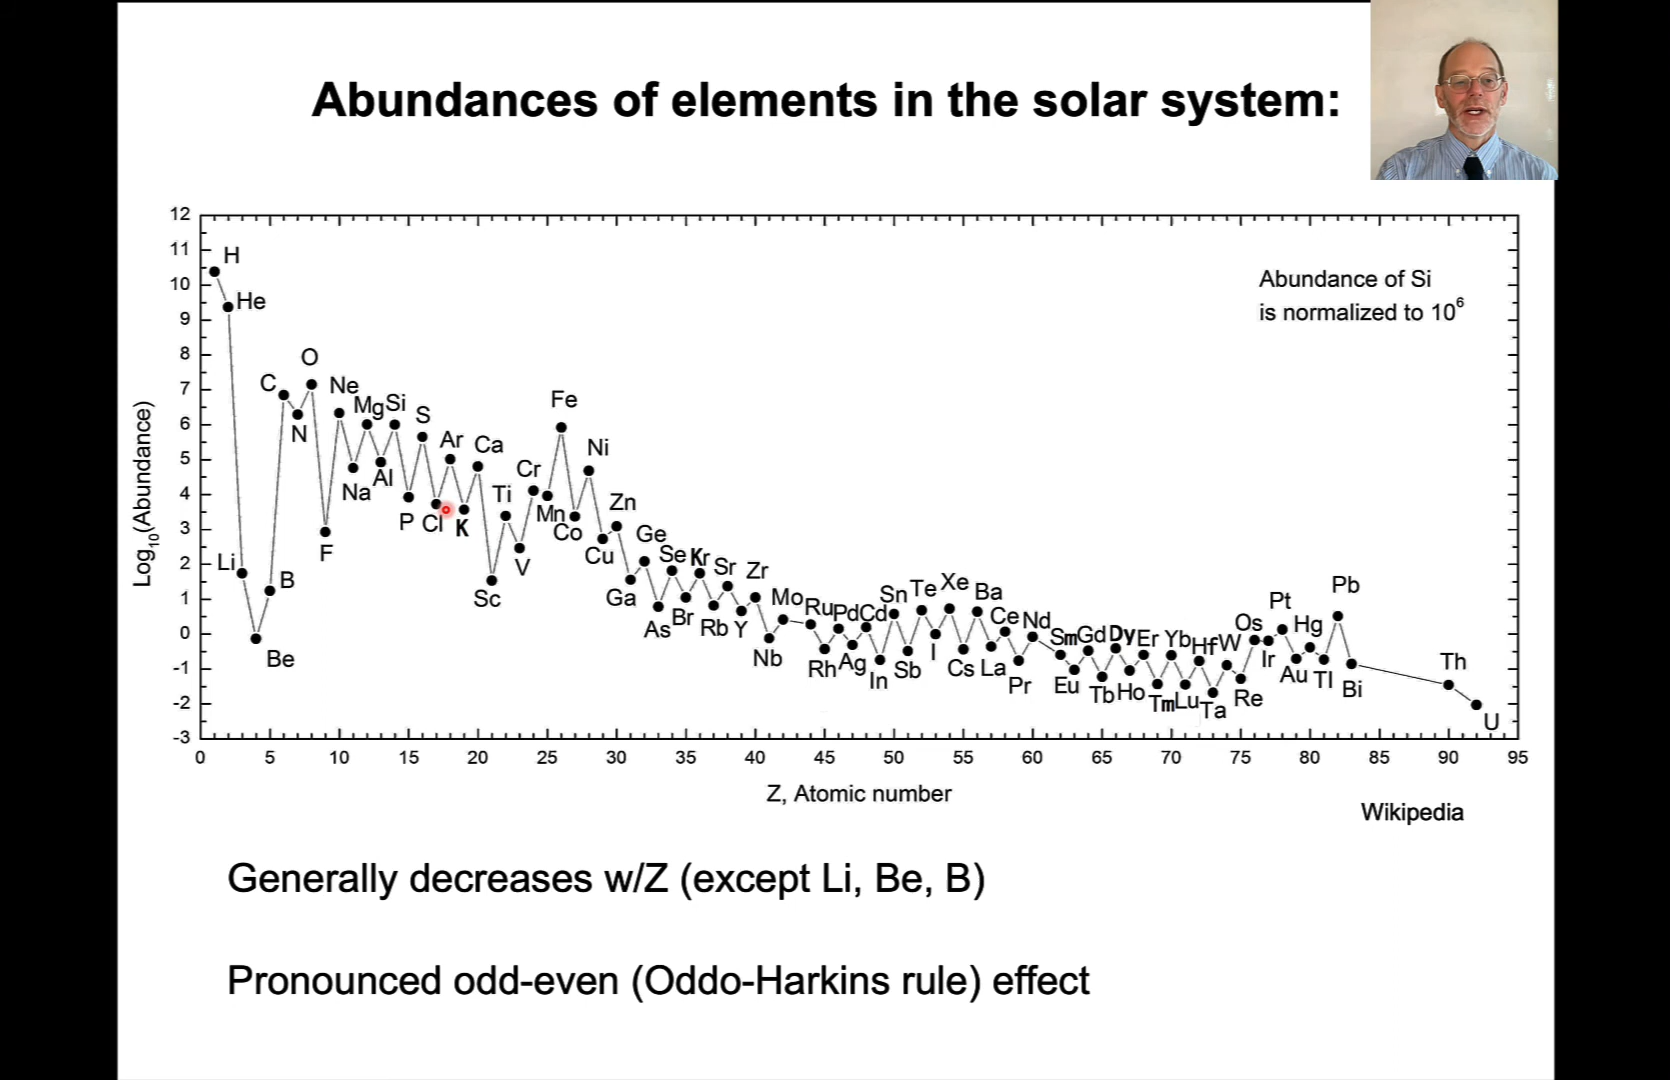 Abundances of elements in the solar system:
12
11
10
9
8
7
6
5
4
3
2
1
0
-1
-2
-3
Log10(Abundance)
Abundance of Si
is normalized to 10^6
H
He
Li
Be
B
C
N
O
F
Ne
Na
Mg
Al
Si
P
S
Cl
Ar
K
Ca
Sc
Ti
V
Cr
Mn
Fe
Co
Ni
Cu
Zn
Ga
Ge
As
Se
Br
Kr
Rb
Sr
Y
Zr
Nb
Mo
Ru
Rh
Pd
Ag
Cd
In
Sn
Sb
Te
I
Xe
Cs
Ba
La
Ce
Pr
Nd
Sm
Eu
Gd
Tb
Dy
Ho
Er
Tm
Yb
Lu
Hf
Ta
W
Re
Os
Ir
Pt
Au
Hg
Tl
Pb
Bi
Th
U
0 5 10 15 20 25 30 35 40 45 50 55 60 65 70 75 80 85 90 95
Z, Atomic number
Wikipedia
Generally decreases w/Z (except Li, Be, B)
Pronounced odd-even (Oddo-Harkins rule) effect